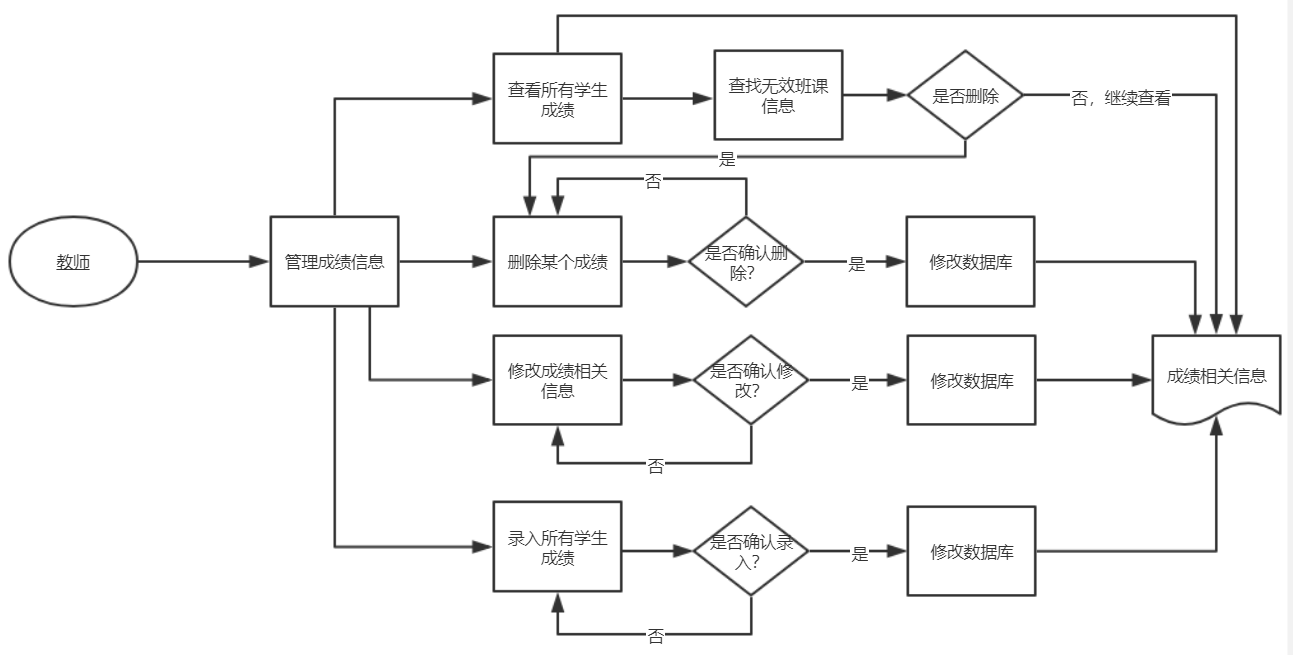 查看所有学生
成绩
查找无效班课
信息
是否删除
否，继续查看
是
否
教师
管理成绩信息
删除某个成绩
是否确认删
除?
是
修改数据库
修改成绩相关
信息
是否确认修
改?
是
修改数据库
成绩相关信息
否
录入所有学生
成绩
是否确认录
入?
是
修改数据库
否